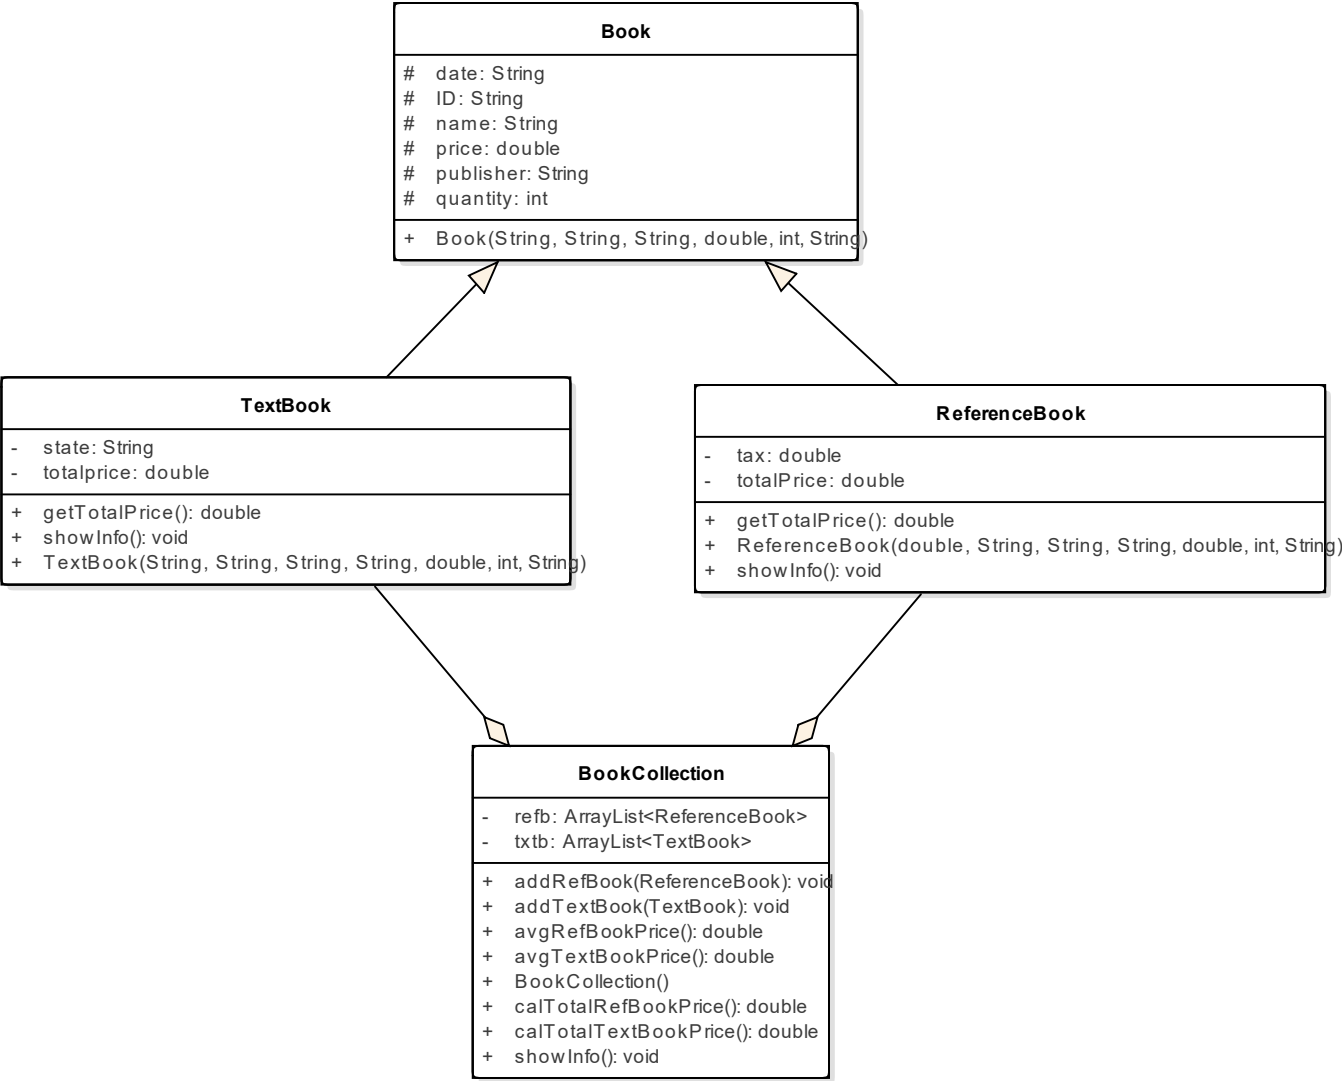 Book
# date: String
# ID: String
# name: String
# price: double
# publisher: String
# quantity: int
+ Book(String, String, String, double, int, String)
TextBook
- state: String
- totalprice: double
+ getTotalPrice(): double
+ showInfo(): void
+ TextBook(String, String, String, String, double, int, String)
ReferenceBook
- tax: double
- totalPrice: double
+ getTotalPrice(): double
+ ReferenceBook(double, String, String, String, double, int, String)
+ showInfo(): void
BookCollection
- refb: ArrayList<ReferenceBook>
- txtb: ArrayList<TextBook>
+ addRefBook(ReferenceBook): void
+ addTextBook(TextBook): void
+ avgRefBookPrice(): double
+ avgTextBookPrice(): double
+ BookCollection()
+ calTotalRefBookPrice(): double
+ calTotalTextBookPrice(): double
+ showInfo(): void